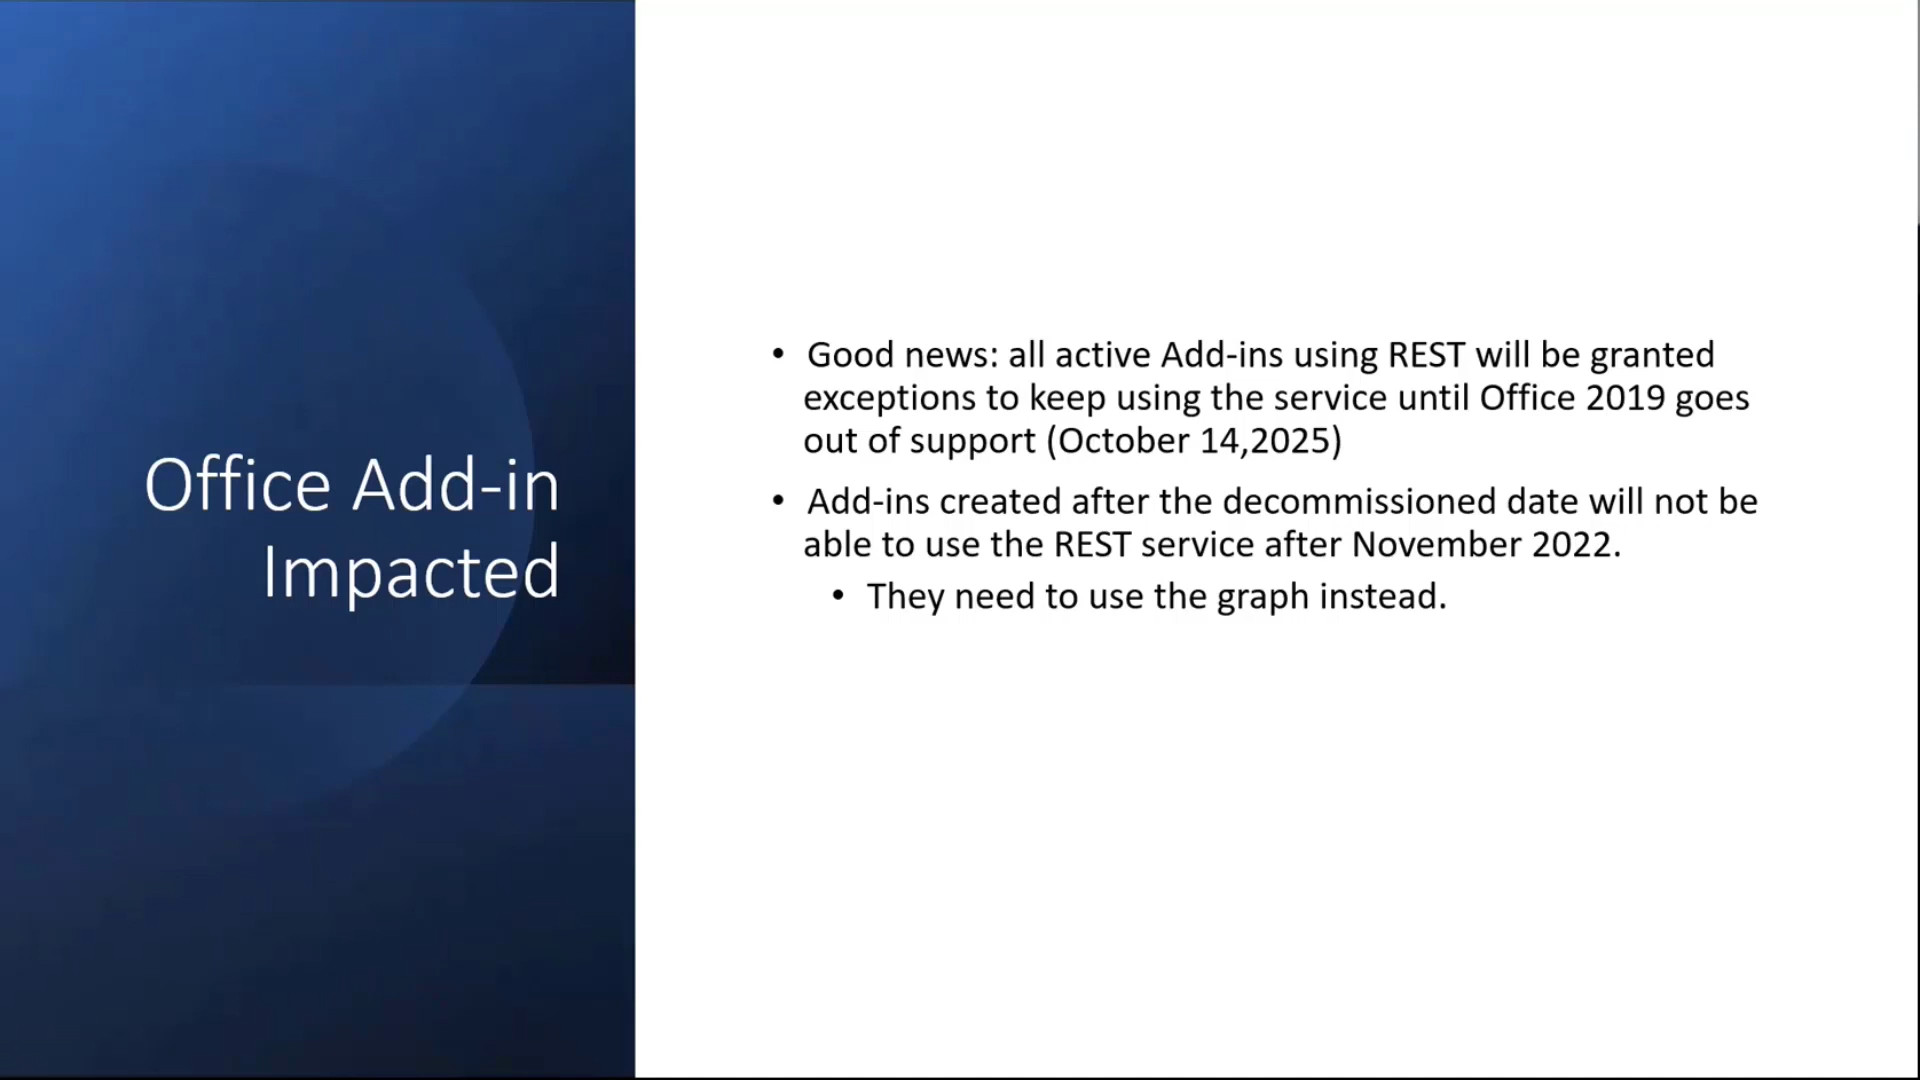 Office Add-in
Impacted
• Good news: all active Add-ins using REST will be granted
exceptions to keep using the service until Office 2019 goes
out of support (October 14,2025)
• Add-ins created after the decommissioned date will not be
able to use the REST service after November 2022.
• They need to use the graph instead.